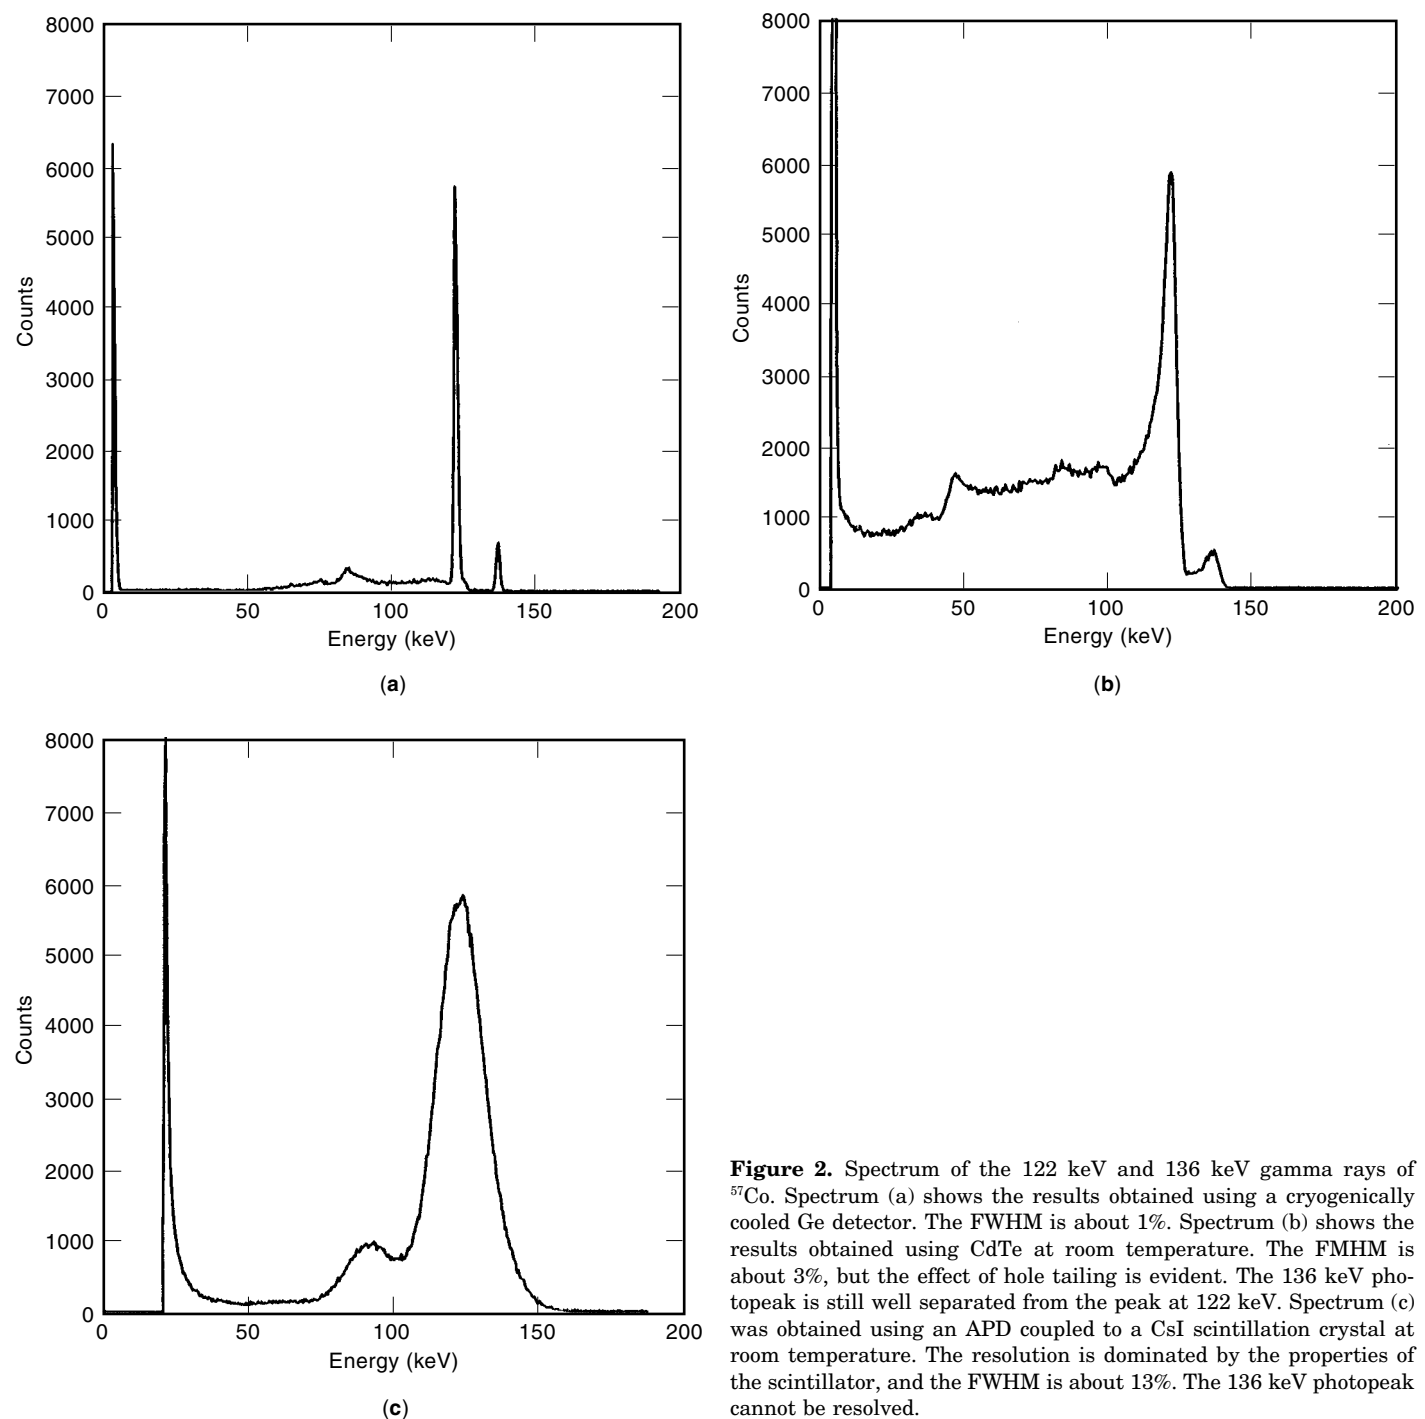 8000
7000
6000
5000
4000
3000
2000
1000
0
Counts
0 50 100 150 200
Energy (keV)
(a)
8000
7000
6000
5000
4000
3000
2000
1000
0
Counts
0 50 100 150 200
Energy (keV)
(b)
8000
7000
6000
5000
4000
3000
2000
1000
0
Counts
0 50 100 150 200
Energy (keV)
(c)
Figure 2. Spectrum of the 122 keV and 136 keV gamma rays of
⁵⁷Co. Spectrum (a) shows the results obtained using a cryogenically
cooled Ge detector. The FWHM is about 1%. Spectrum (b) shows the
results obtained using CdTe at room temperature. The FMHM is
about 3%, but the effect of hole tailing is evident. The 136 keV pho-
topeak is still well separated from the peak at 122 keV. Spectrum (c)
was obtained using an APD coupled to a CsI scintillation crystal at
room temperature. The resolution is dominated by the properties of
the scintillator, and the FWHM is about 13%. The 136 keV photopeak
cannot be resolved.